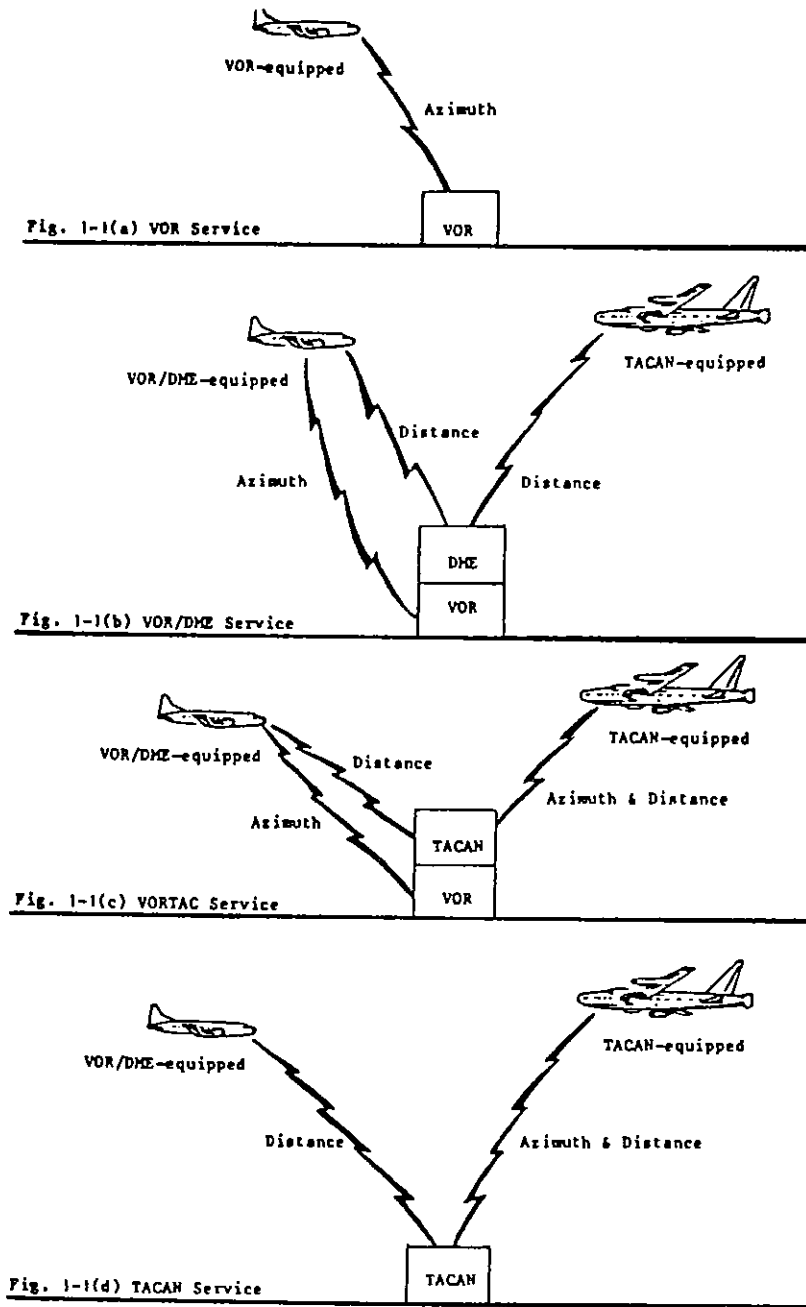 VOR-equipped
Azimuth
VOR
Fig. 1-1(a) VOR Service
VOR/DME-equipped
TACAN-equipped
Distance
Azimuth
Distance
DME
VOR
Fig. 1-1(b) VOR/DME Service
VOR/DME-equipped
TACAN-equipped
Distance
Azimuth & Distance
Azimuth
TACAN
VOR
Fig. 1-1(c) VORTAC Service
VOR/DME-equipped
TACAN-equipped
Distance
Azimuth & Distance
TACAN
Fig. 1-1(d) TACAN Service